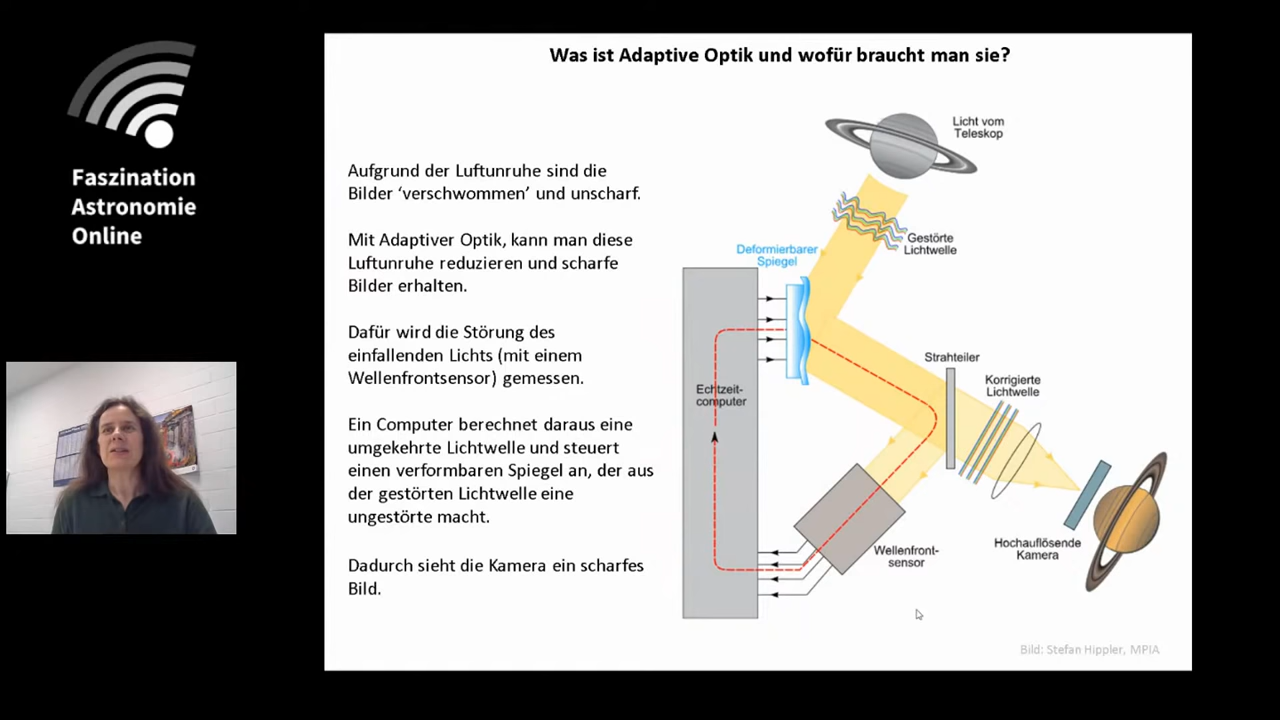 Faszination
Astronomie
Online
Was ist Adaptive Optik und wofür braucht man sie?
Aufgrund der Luftunruhe sind die
Bilder ‘verschwommen’ und unscharf.
Mit Adaptiver Optik, kann man diese
Luftunruhe reduzieren und scharfe
Bilder erhalten.
Dafür wird die Störung des
einfallenden Lichts (mit einem
Wellenfrontsensor) gemessen.
Ein Computer berechnet daraus eine
umgekehrte Lichtwelle und steuert
einen verformbaren Spiegel an, der aus
der gestörten Lichtwelle eine
ungestörte macht.
Dadurch sieht die Kamera ein scharfes
Bild.
Licht vom
Teleskop
Gestörte
Lichtwelle
Deformierbarer
Spiegel
Strahteiler
Korrigierte
Lichtwelle
Echtzeit-
computer
Hochauflösende
Kamera
Wellenfront-
sensor
Bild: Stefan Hippler, MPIA